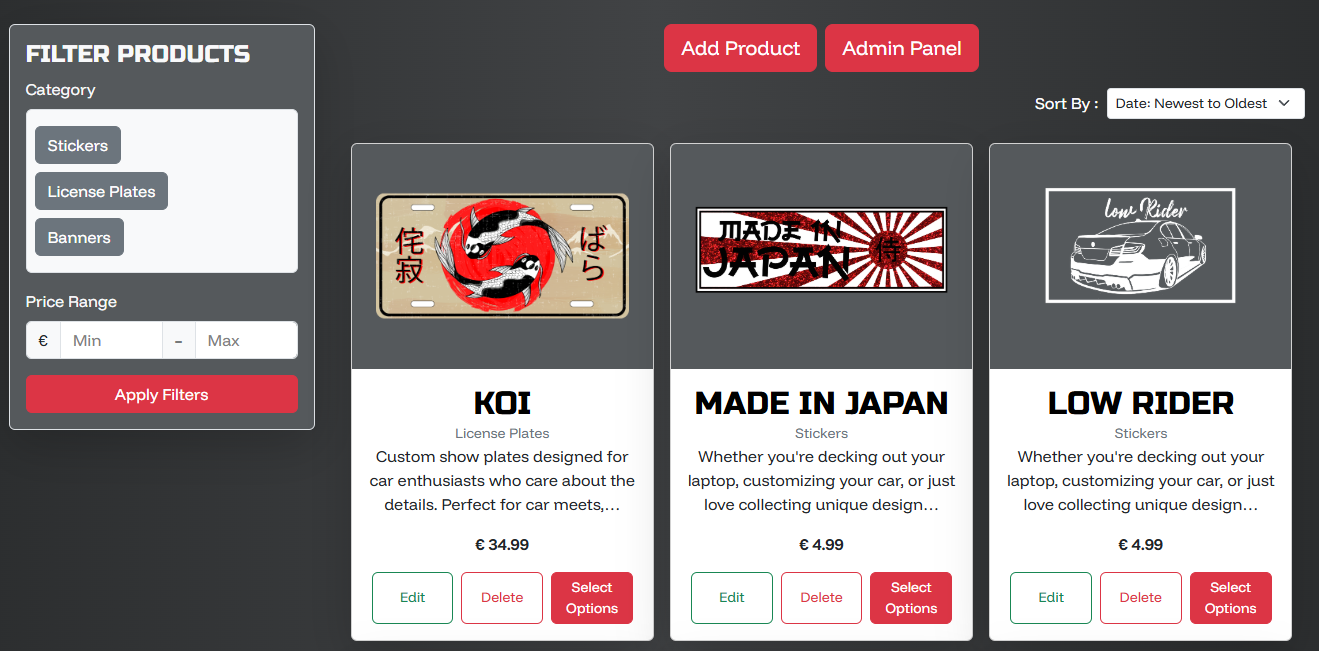 FILTER PRODUCTS
Category
Stickers
License Plates
Banners
Price Range
€ Min – Max
Apply Filters
Add Product Admin Panel
Sort By : Date: Newest to Oldest
侘寂
ばら
KOI
License Plates
Custom show plates designed for
car enthusiasts who care about the
details. Perfect for car meets,...
€ 34.99
Edit Delete Select Options
MADE IN
JAPAN
侍
MADE IN JAPAN
Stickers
Whether you're decking out your
laptop, customizing your car, or just
love collecting unique design...
€ 4.99
Edit Delete Select Options
Low Rider
LOW RIDER
Stickers
Whether you're decking out your
laptop, customizing your car, or just
love collecting unique design...
€ 4.99
Edit Delete Select Options